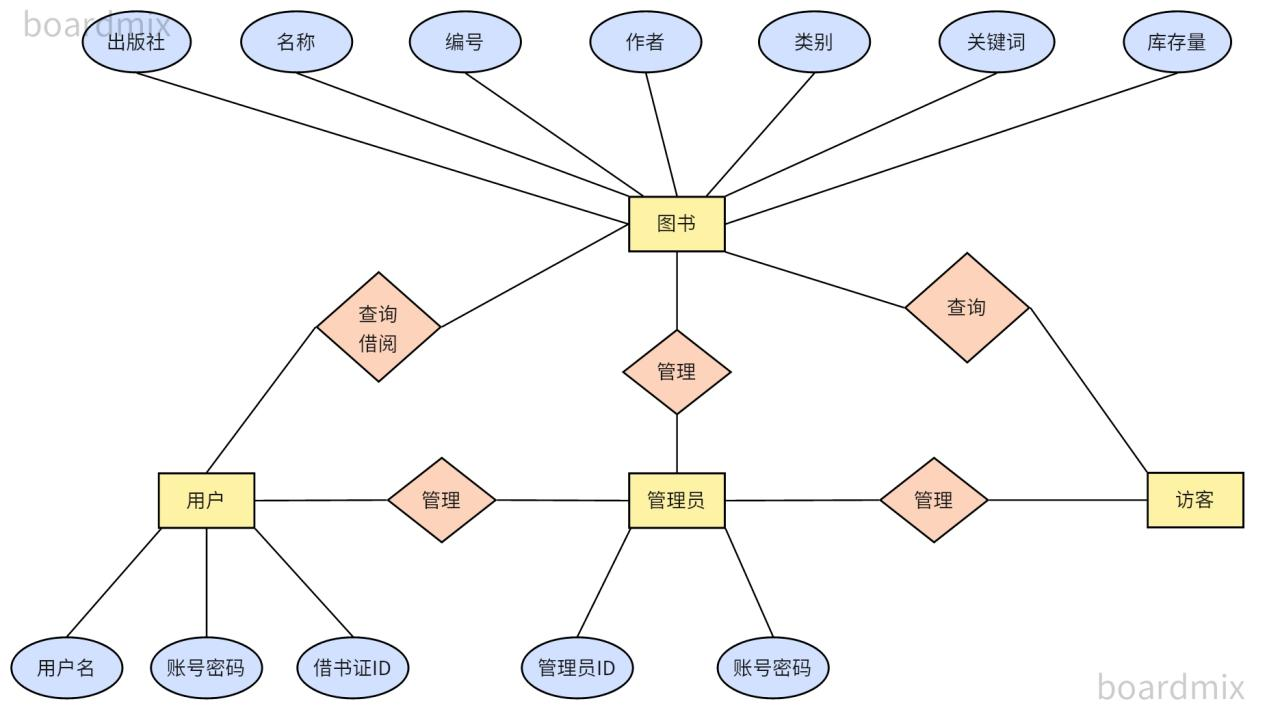 boardmix
出版社
名称
编号
作者
类别
关键词
库存量
图书
查询
借阅
查询
管理
用户
管理
管理员
管理
访客
用户名
账号密码
借书证ID
管理员ID
账号密码
boardmix